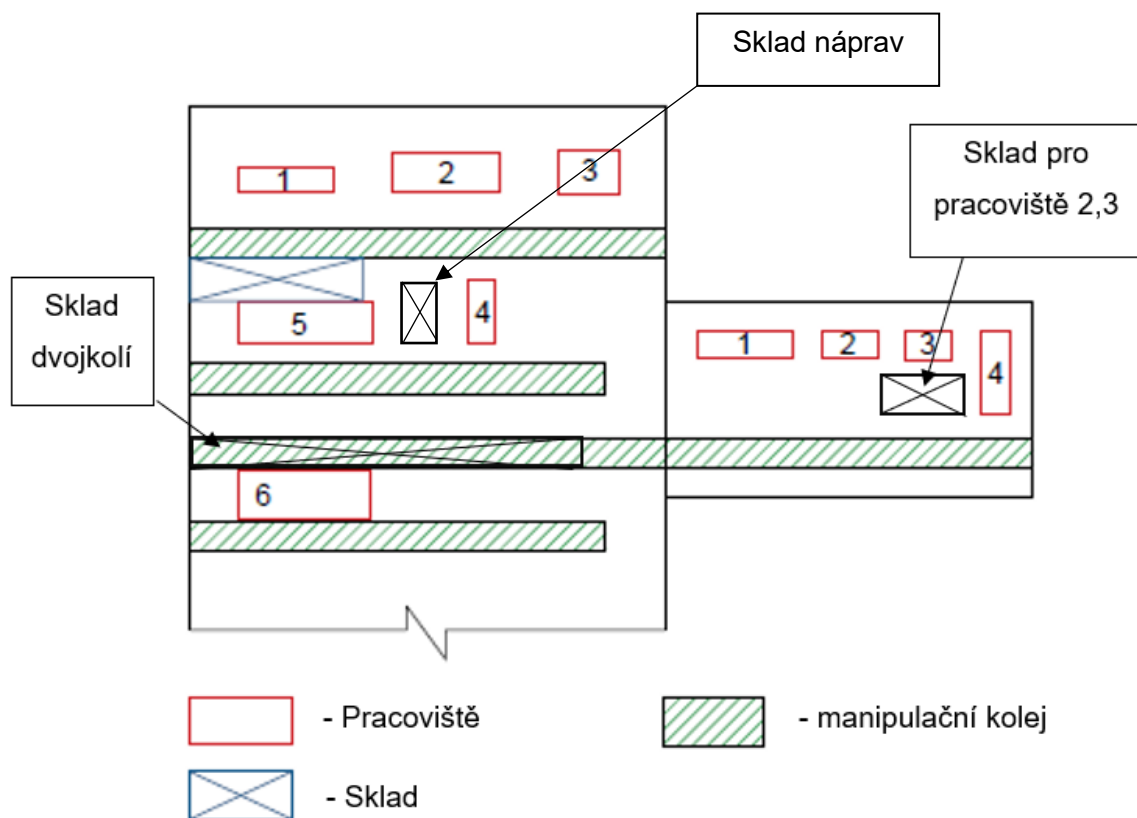 Sklad náprav
Sklad pro
pracoviště 2,3
1
2
3
Sklad
dvojkolí
5
4
1
2
3
4
6
- Pracoviště
- manipulační kolej
- Sklad